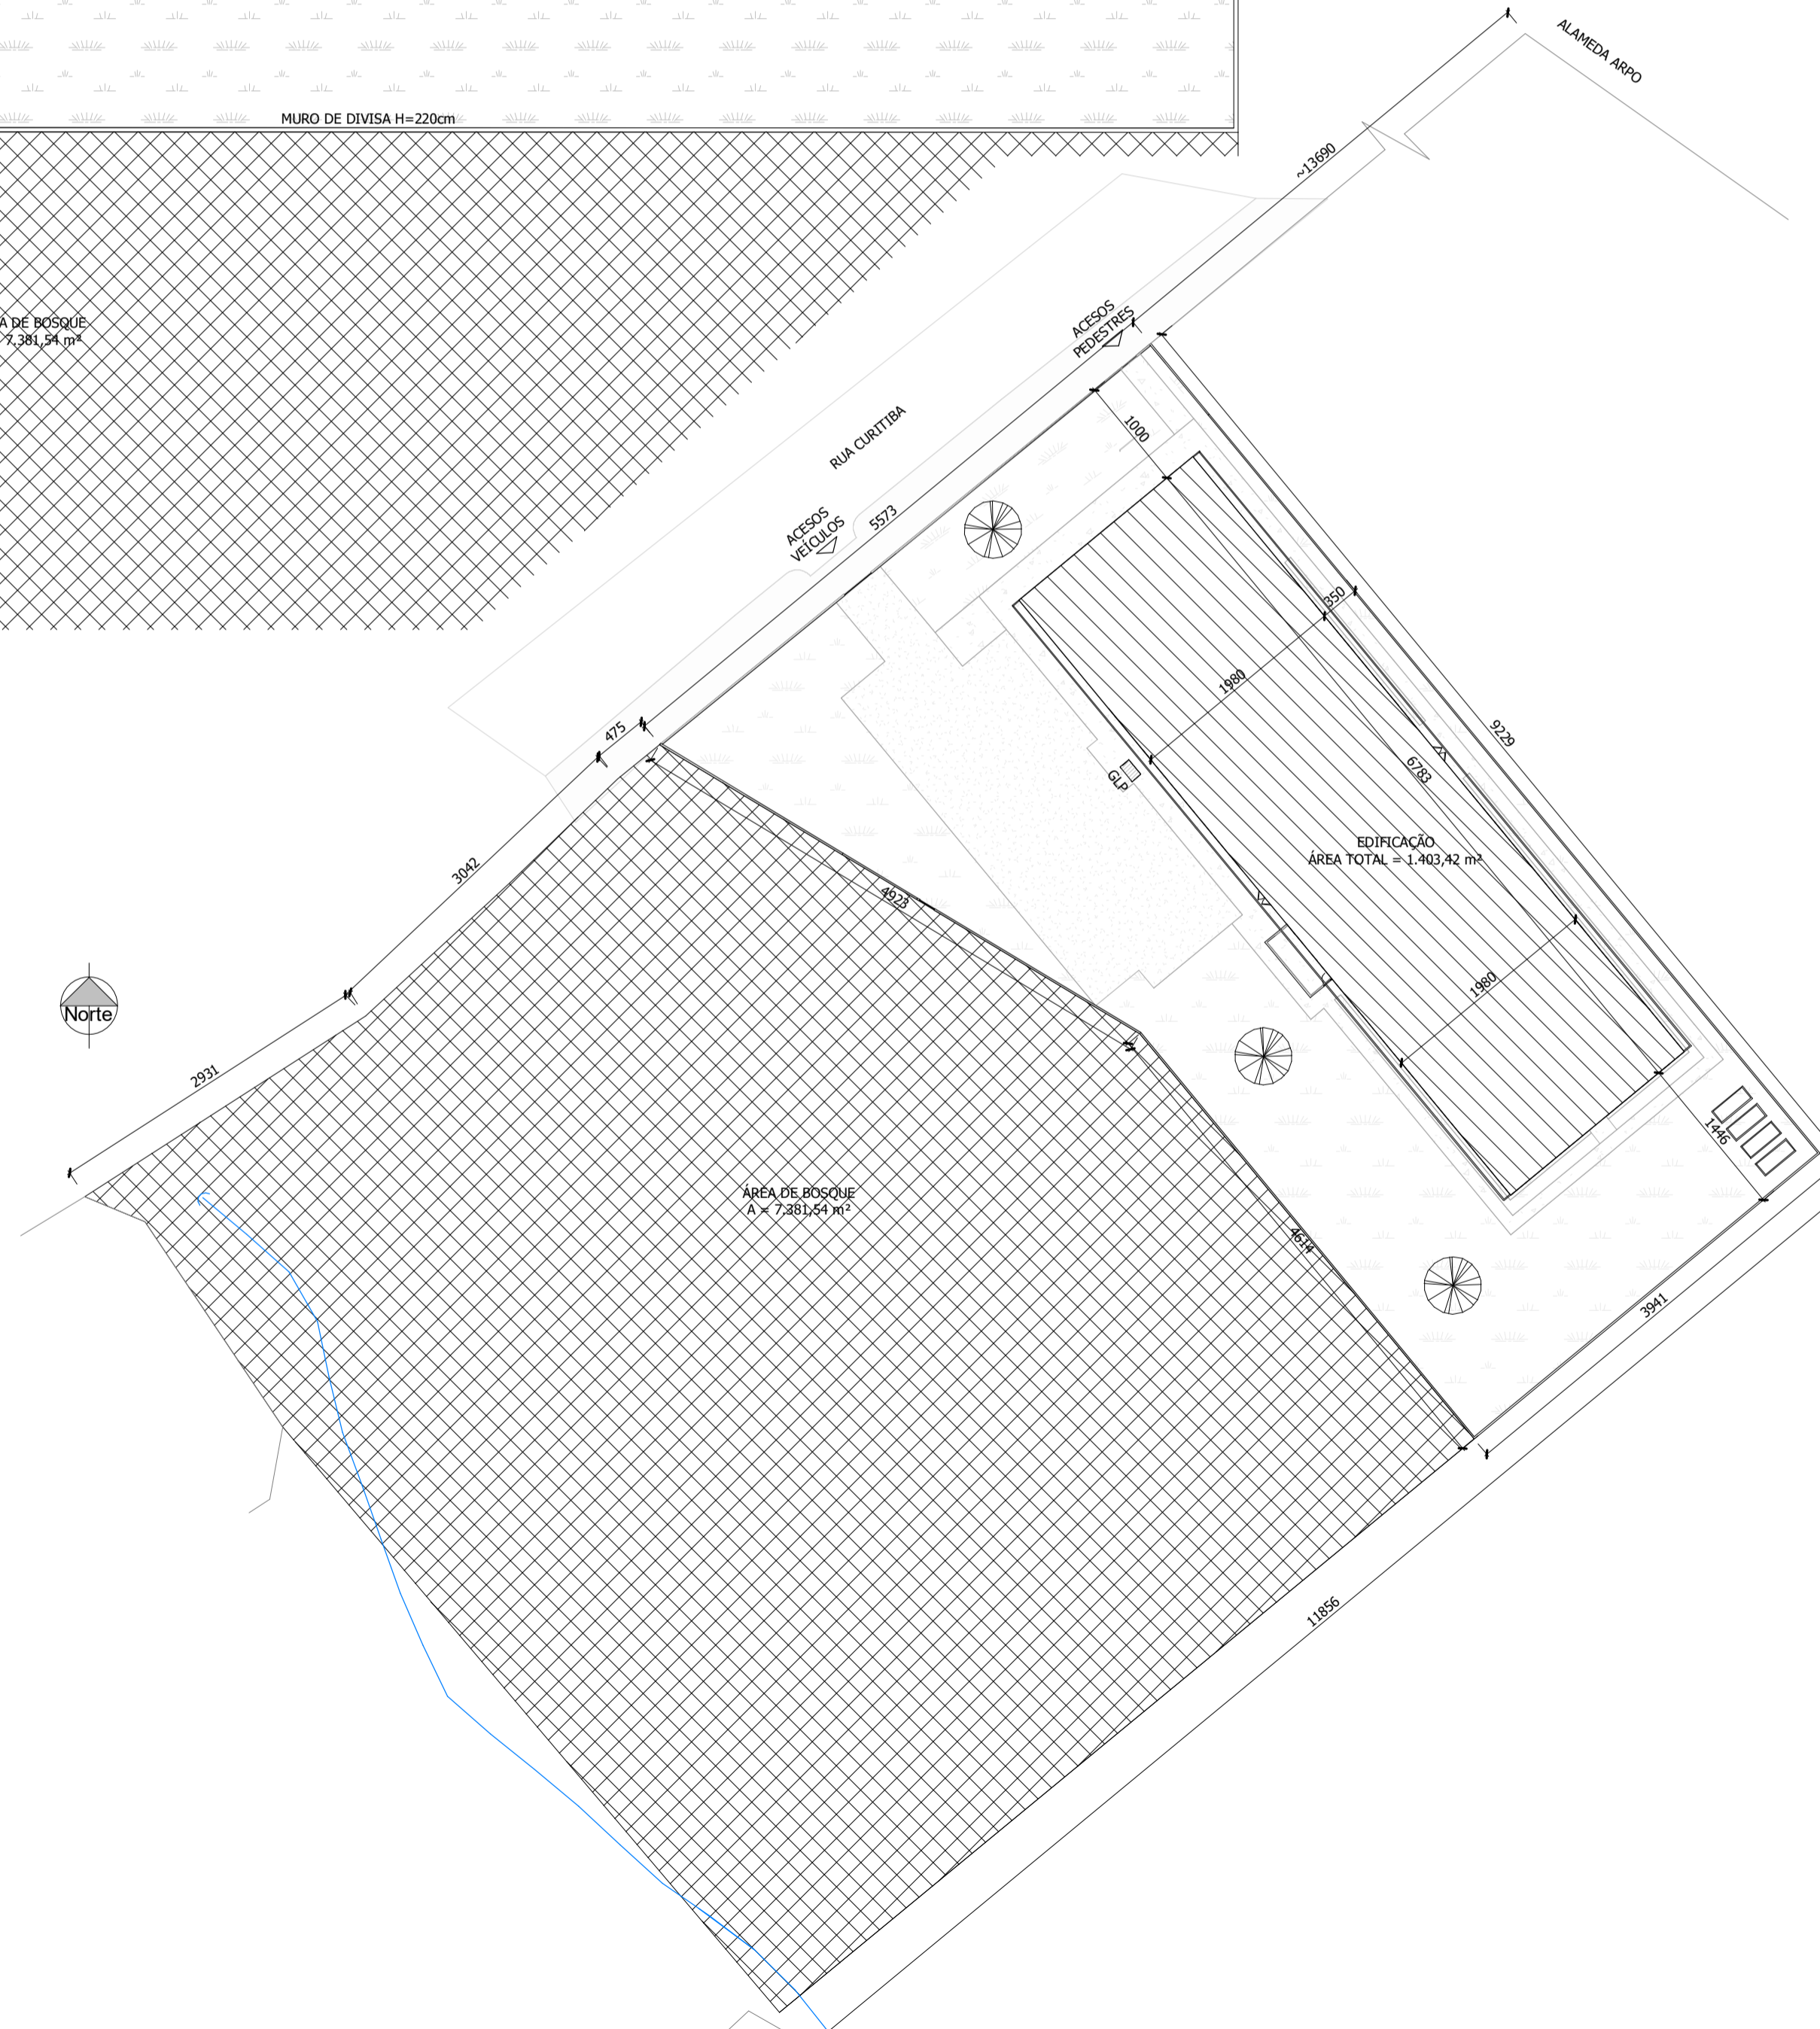 ALAMEDA ARPO
MURO DE DIVISA H=220cm
~13690
A DE BOSQUE
7.381,54 m²
ACESOS
PEDESTRES
RUA CURITIBA
1000
ACESOS
VEÍCULOS
5573
350
1980
475
9229
6783
GLP
EDIFICAÇÃO
ÁREA TOTAL = 1.403,42 m²
3042
4923
1980
Norte
2931
1446
ÁREA DE BOSQUE
A = 7.381,54 m²
4614
3941
11856